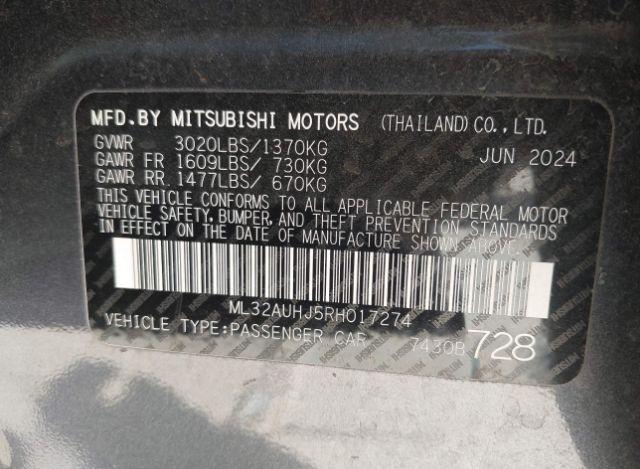 MFD.BY MITSUBISHI MOTORS (THAILAND)CO.,LTD.
GVWR 3020LBS/1370KG JUN 2024
GAWR FR 1609LBS/ 730KG
GAWR RR 1477LBS/ 670KG
THIS VEHICLE CONFORMS TO ALL APPLICABLE FEDERAL MOTOR
VEHICLE SAFETY, BUMPER, AND THEFT PREVENTION STANDARDS
IN EFFECT ON THE DATE OF MANUFACTURE SHOWN ABOVE.
ML32AUHJ5RH017274
VEHICLE TYPE:PASSENGER CAR 74308 728